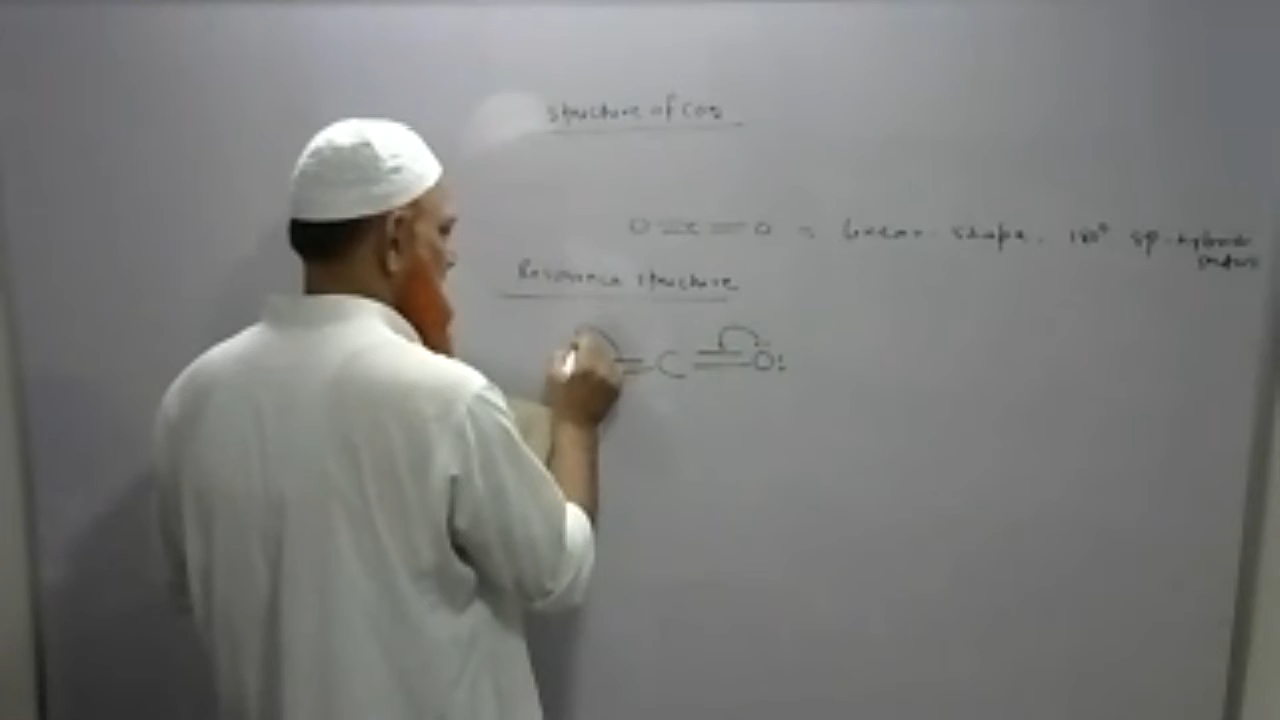 structure of CO2
O=C=O = Linear shape. 180° sp-hybrid
Resonance structure
=C=Ö: